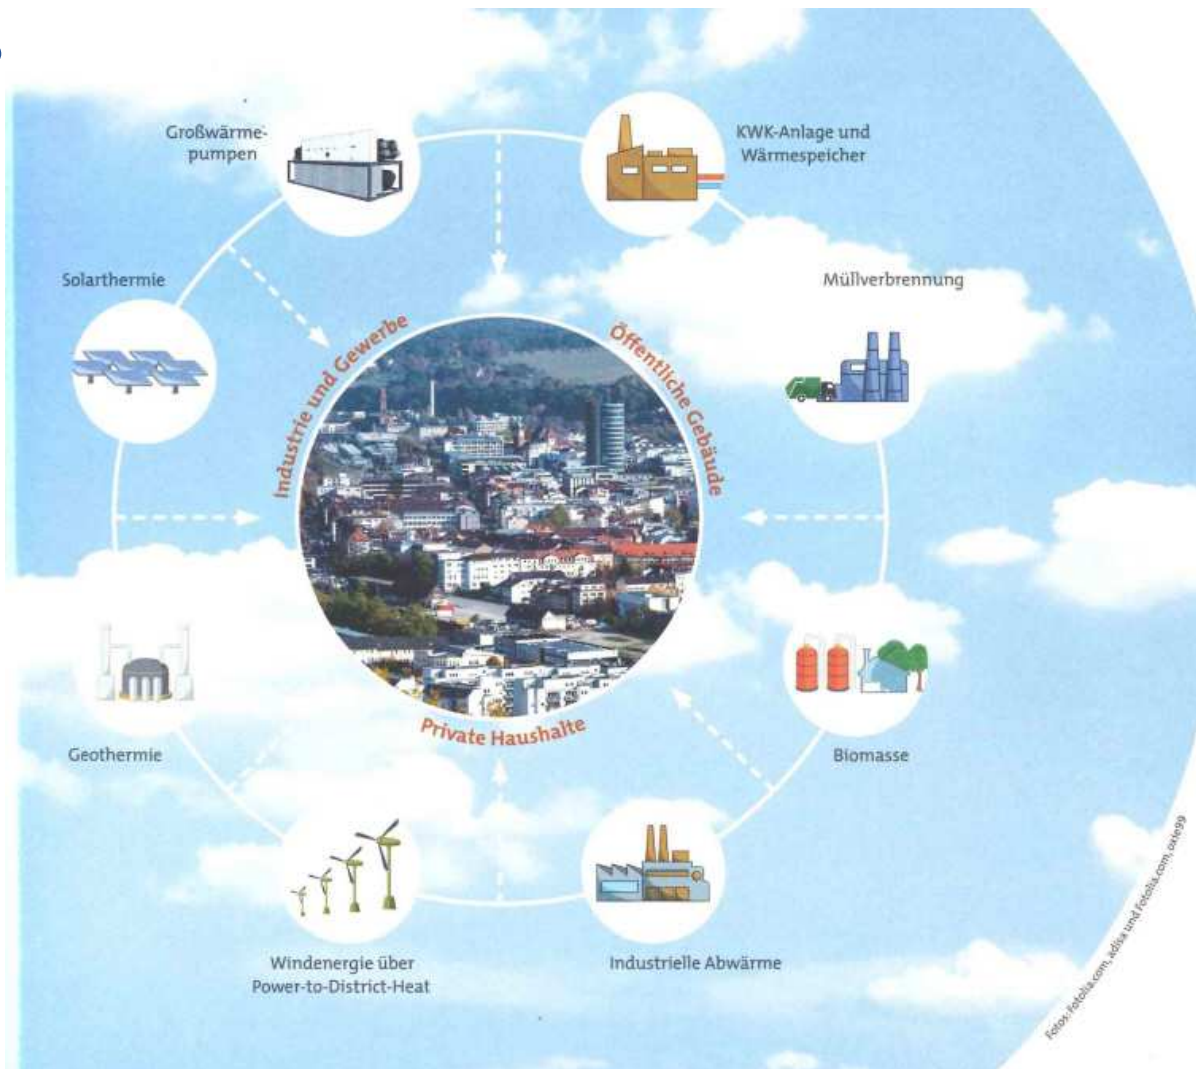 Großwärme-
pumpen
KWK-Anlage und
Wärmespeicher
Solarthermie
Müllverbrennung
Industrie und Gewerbe
Öffentliche Gebäude
Private Haushalte
Geothermie
Biomasse
Windenergie über
Power-to-District-Heat
Industrielle Abwärme
Fotos: Fotolia.com, adisa und Fotolia.com, oxie99